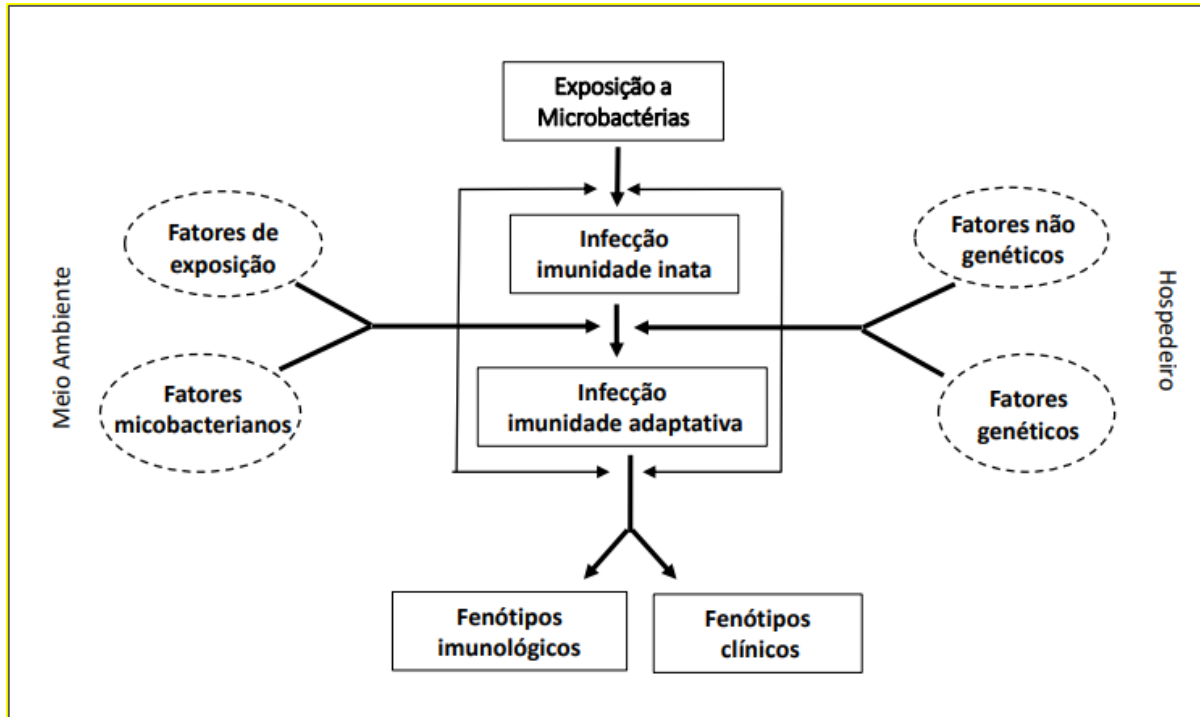 Exposição a
Microbactérias
Fatores de
exposição
Infecção
imunidade inata
Fatores não
genéticos
Meio Ambiente
Hospedeiro
Fatores
micobacterianos
Infecção
imunidade adaptativa
Fatores
genéticos
Fenótipos
imunológicos
Fenótipos
clínicos